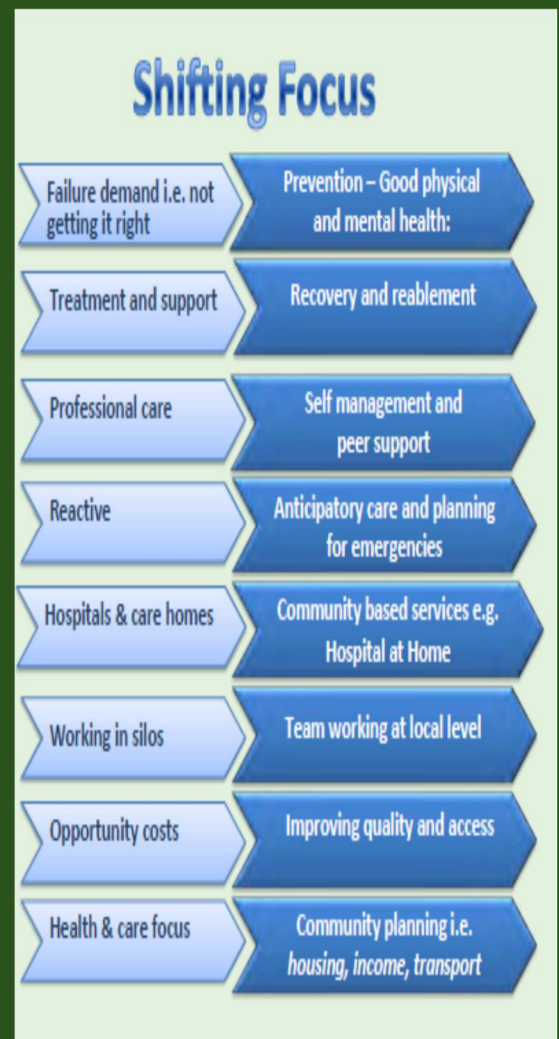 Shifting Focus
Failure demand i.e. not
getting it right
Prevention – Good physical
and mental health:
Treatment and support
Recovery and reablement
Professional care
Self management and
peer support
Reactive
Anticipatory care and planning
for emergencies
Hospitals & care homes
Community based services e.g.
Hospital at Home
Working in silos
Team working at local level
Opportunity costs
Improving quality and access
Health & care focus
Community planning i.e.
housing, income, transport